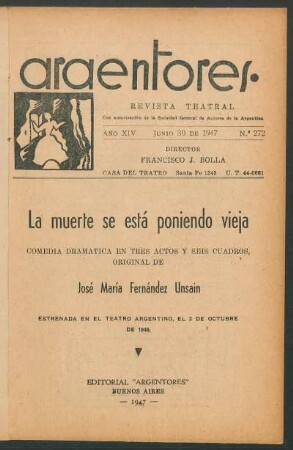 argentores.
REVISTA TEATRAL
Con autorización de la Sociedad General de Autores de la Argentina
AÑO XIV JUNIO 30 DE 1947 N.º 272
DIRECTOR
FRANCISCO J. BOLLA
CASA DEL TEATRO Santa Fe 1243 U. T. 44-6661
La muerte se está poniendo vieja
COMEDIA DRAMATICA EN TRES ACTOS Y SEIS CUADROS,
ORIGINAL DE
José María Fernández Unsain
ESTRENADA EN EL TEATRO ARGENTINO, EL 3 DE OCTUBRE
DE 1946.
EDITORIAL "ARGENTORES"
BUENOS AIRES
— 1947 —